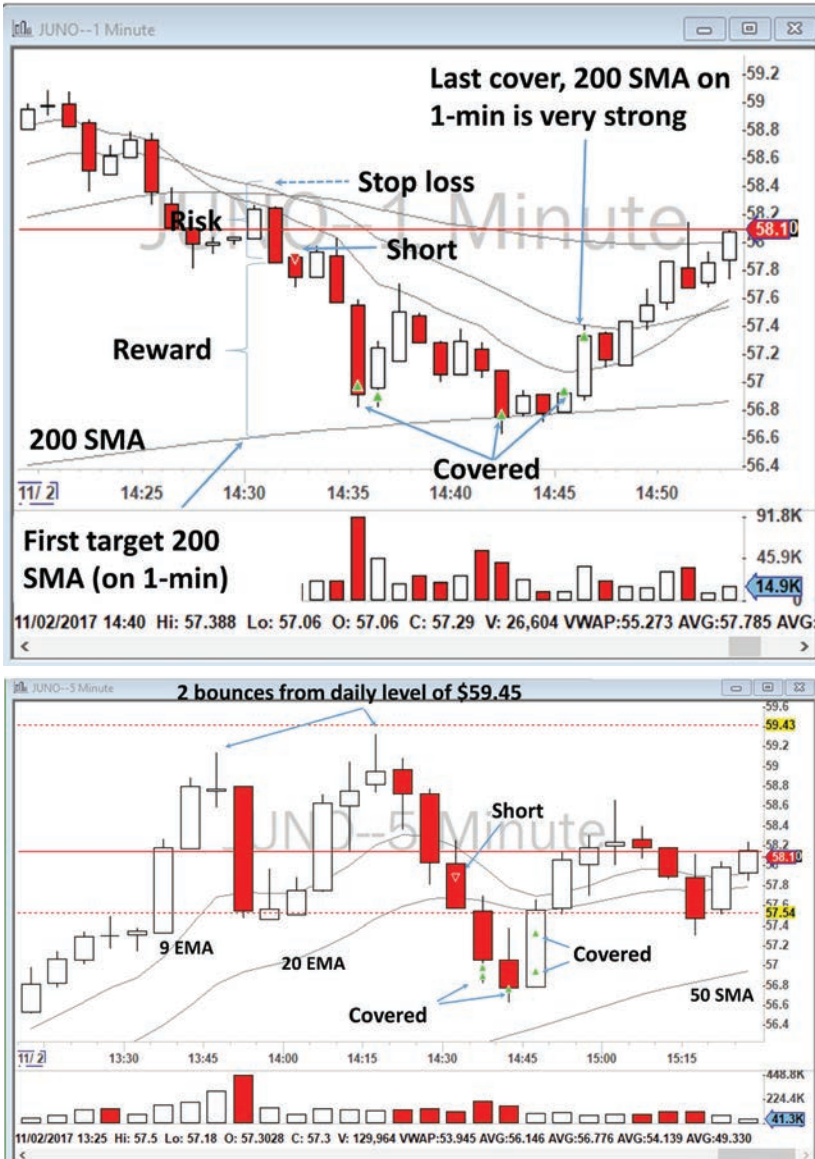 JUNO--1 Minute
Last cover, 200 SMA on
1-min is very strong
59.2
59
58.8
58.6
58.4
58.2
58.10
58
57.8
57.6
57.4
57.2
57
56.8
56.6
56.4
JUNO--1 Minute
Stop loss
Risk
Short
Reward
200 SMA
Covered
11/ 2
14:25
14:30
14:35
14:40
14:45
14:50
First target 200
SMA (on 1-min)
91.8K
45.9K
14.9K
0
11/02/2017 14:40 Hi: 57.388 Lo: 57.06 O: 57.06 C: 57.29 V: 26,604 VWAP:55.273 AVG:57.785 AVG:
JUNO--5 Minute
2 bounces from daily level of $59.45
59.6
59.43
59.2
59
58.8
58.6
58.4
58.2
58.10
57.8
57.54
57.4
57.2
57
56.8
56.6
56.4
JUNO--5 Minute
Short
9 EMA
20 EMA
Covered
Covered
50 SMA
11/ 2
13:30
13:45
14:00
14:15
14:30
14:45
15:00
15:15
448.8K
224.4K
41.3K
11/02/2017 13:25 Hi: 57.5 Lo: 57.18 O: 57.3028 C: 57.3 V: 129,964 VWAP:53.945 AVG:56.146 AVG:56.776 AVG:54.139 AVG:49.330